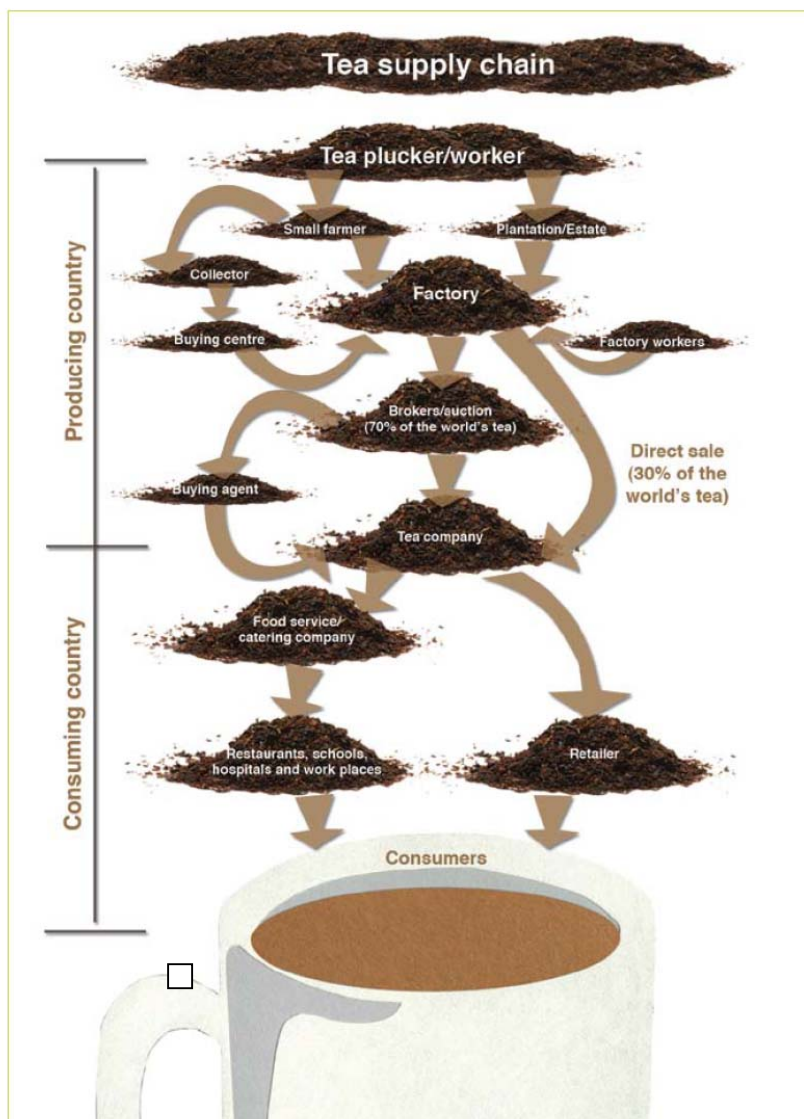 Tea supply chain
Tea plucker/worker
Small farmer
Plantation/Estate
Collector
Factory
Buying centre
Factory workers
Brokers/auction
(70% of the world's tea)
Direct sale
(30% of the
world's tea)
Buying agent
Tea company
Producing country
Food service/
catering company
Restaurants, schools,
hospitals and work places
Retailer
Consuming country
Consumers